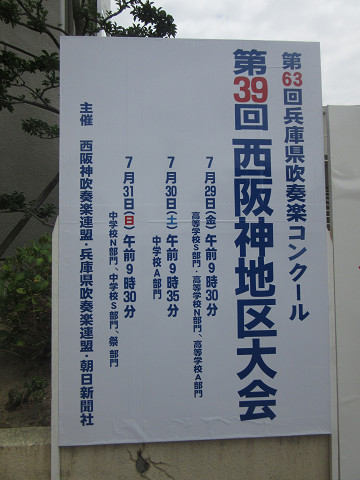 第63回兵庫県吹奏楽コンクール
第39回 西阪神地区大会
7月29日(金)午前9時30分
高等学校S部門・高等学校N部門、高等学校A部門
7月30日(土)午前9時35分
中学校A部門
7月31日(日)午前9時30分
中学校N部門、中学校S部門、祭 部門
主催 西阪神吹奏楽連盟・兵庫県吹奏楽連盟・朝日新聞社